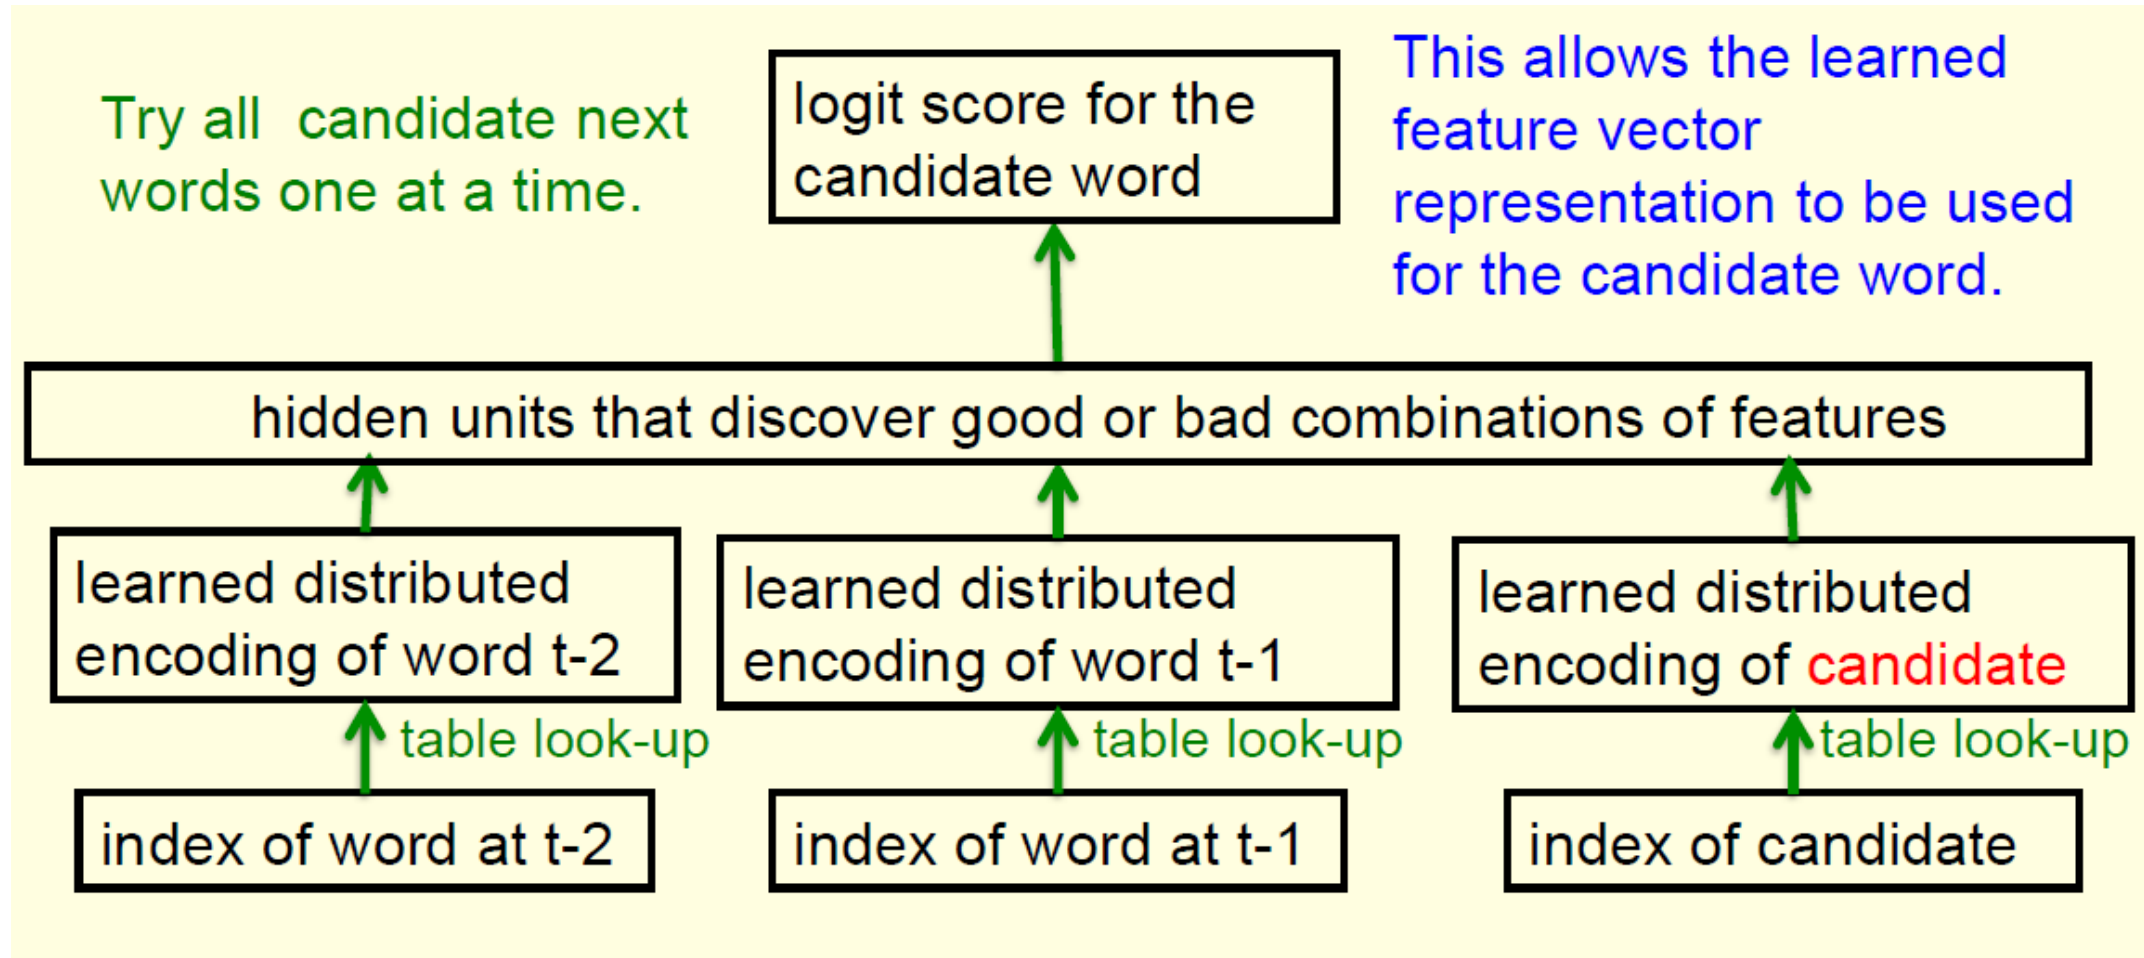 Try all  candidate next
words one at a time.
logit score for the
candidate word
This allows the learned
feature vector
representation to be used
for the candidate word.
hidden units that discover good or bad combinations of features
learned distributed
encoding of word t-2
learned distributed
encoding of word t-1
learned distributed
encoding of candidate
table look-up
table look-up
table look-up
index of word at t-2
index of word at t-1
index of candidate